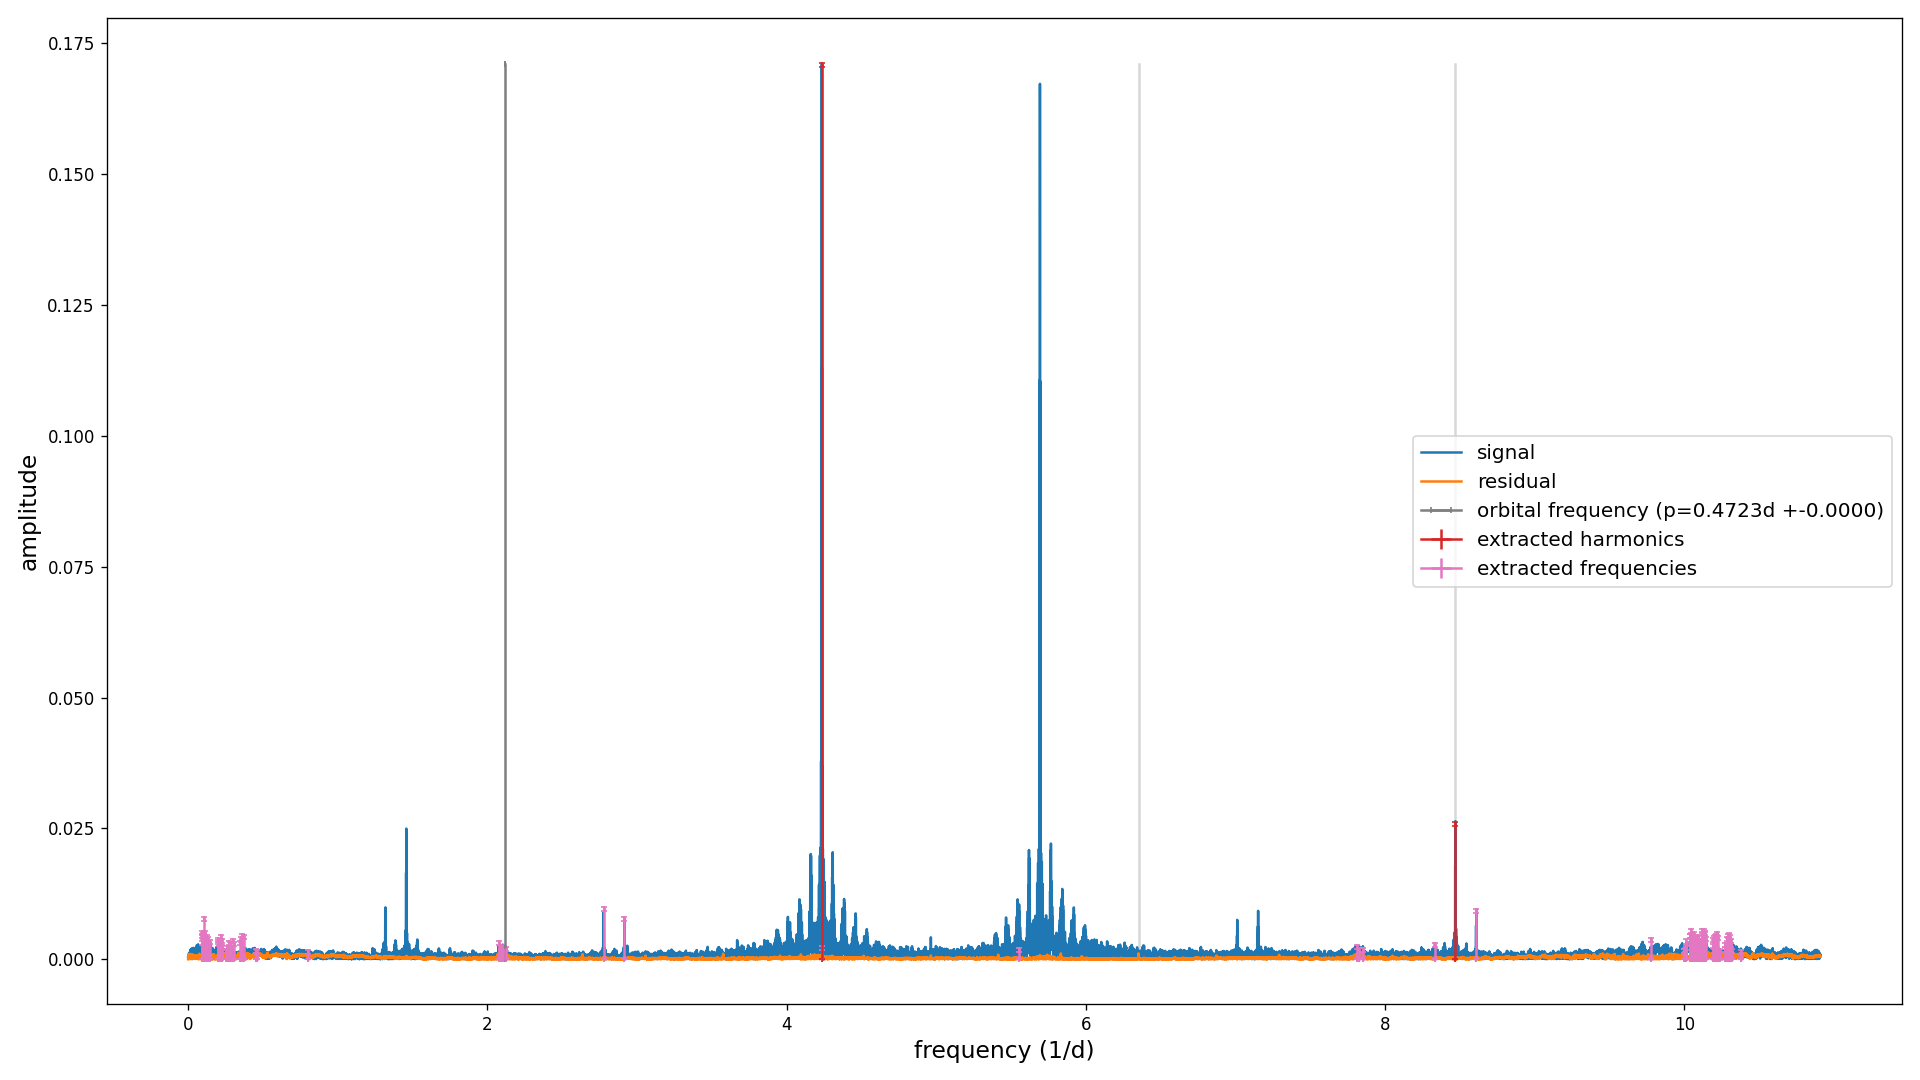 0.175
0.150
0.125
0.100
0.075
0.050
0.025
0.000
amplitude
0 2 4 6 8 10
frequency (1/d)
signal
residual
orbital frequency (p=0.4723d +-0.0000)
extracted harmonics
extracted frequencies